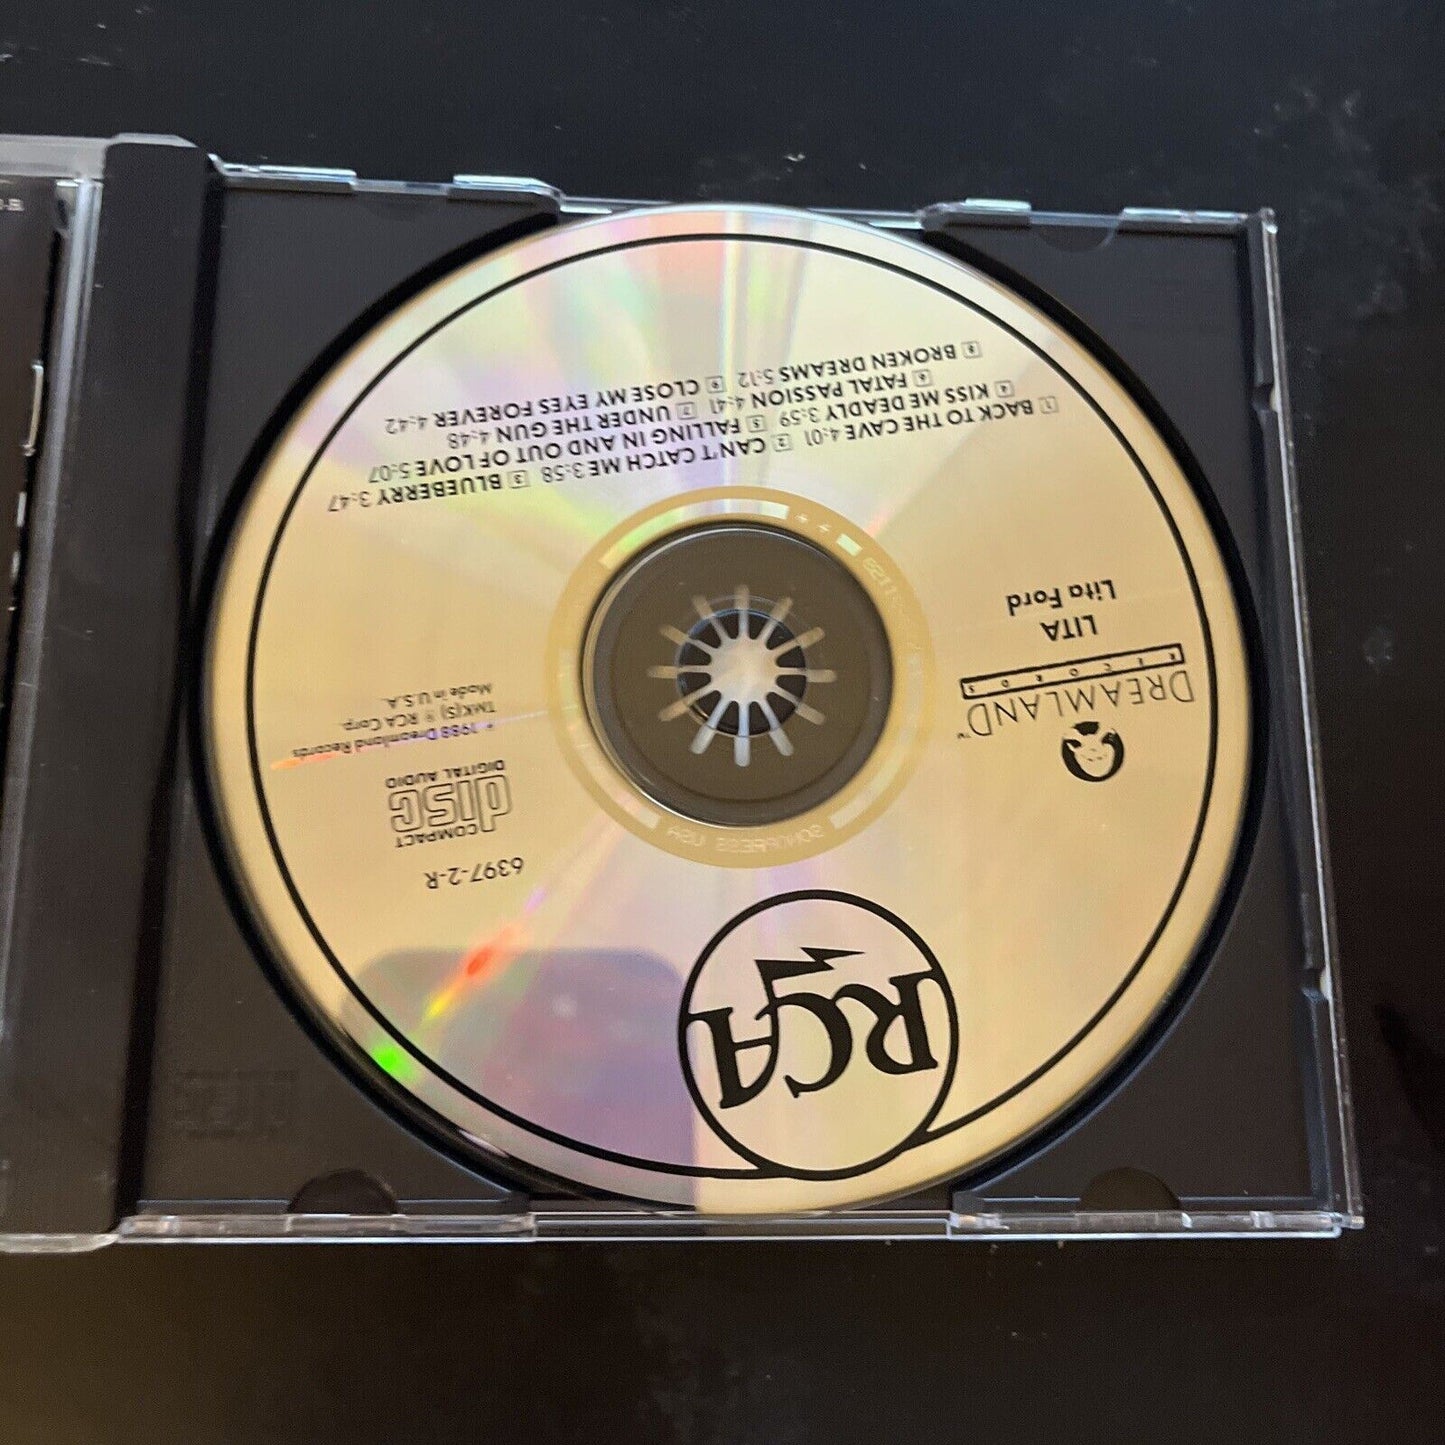 RCA
6397-2-R
COMPACT
disc
DIGITAL AUDIO
• 1988 Dreamland Records
TMK(S) ® RCA Corp.
Made in U.S.A.
DREAMLAND™
RECORDS
LITA
Lita Ford
1 BACK TO THE CAVE 4:01 2 CAN'T CATCH ME 3:58 3 BLUEBERRY 3:47
4 KISS ME DEADLY 3:59 5 FALLING IN AND OUT OF LOVE 5:07
6 FATAL PASSION 4:41 7 UNDER THE GUN 4:48
8 BROKEN DREAMS 5:12 9 CLOSE MY EYES FOREVER 4:42
SONOPRESS USA